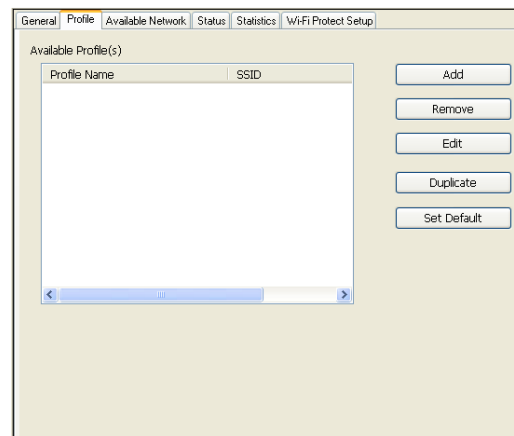 General Profile Available Network Status Statistics Wi-Fi Protect Setup
Available Profile(s)
Profile Name SSID
Add
Remove
Edit
Duplicate
Set Default